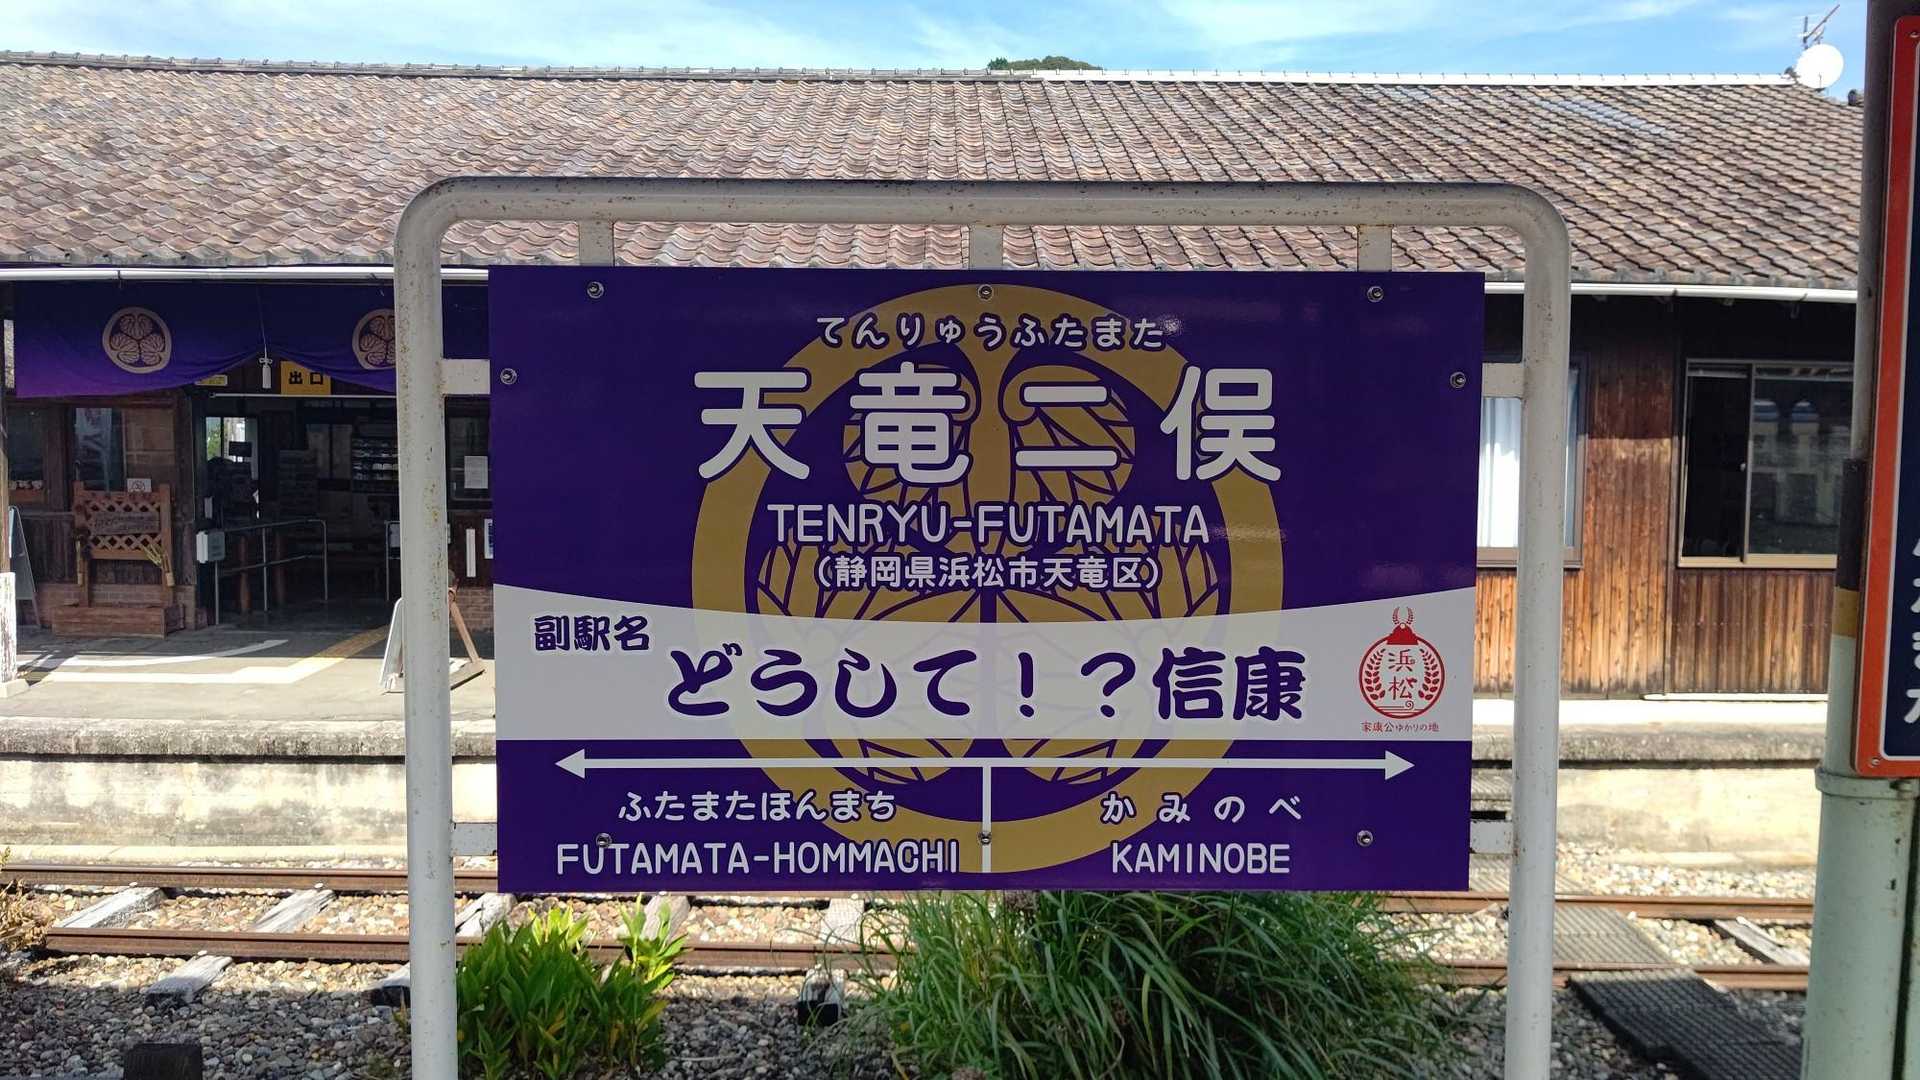 出口
てんりゅうふたまた
天竜二俣
TENRYU-FUTAMATA
(静岡県浜松市天竜区)
副駅名
どうして！？信康
浜松
家康公ゆかりの地
ふたまたほんまち
かみのべ
FUTAMATA-HOMMACHI
KAMINOBE